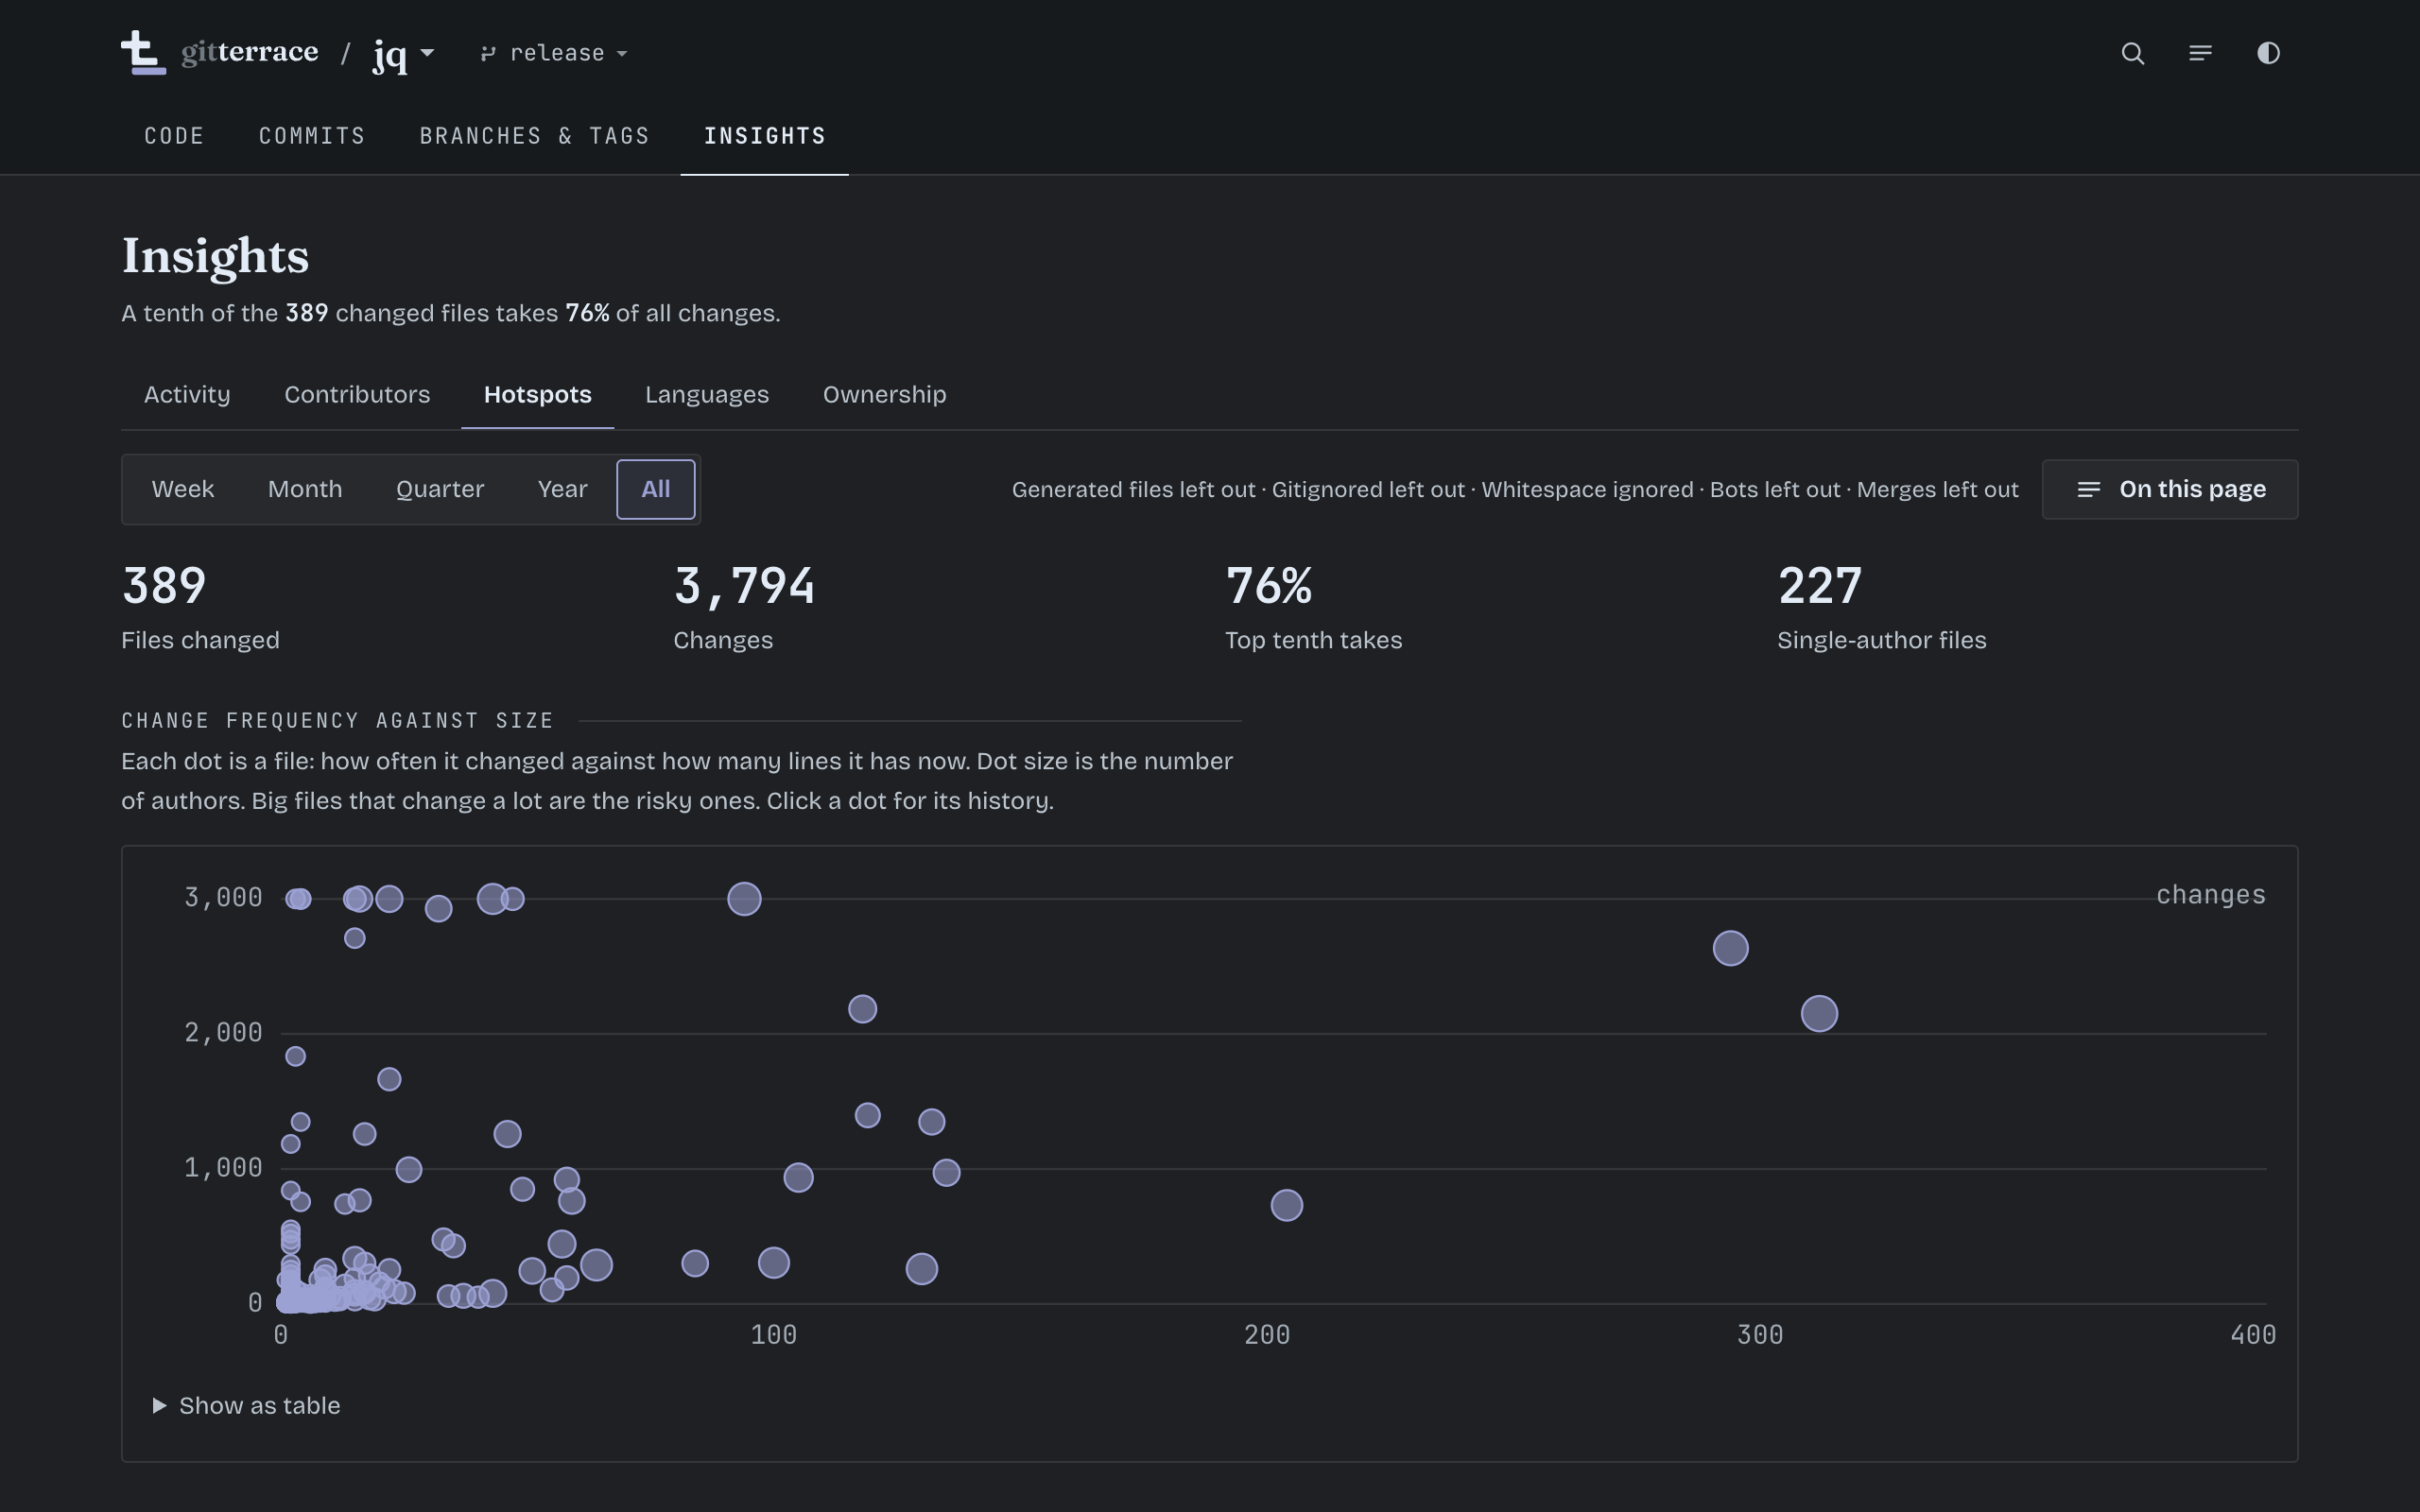 gitterrace / jq release
CODE COMMITS BRANCHES & TAGS INSIGHTS
Insights
A tenth of the 389 changed files takes 76% of all changes.
Activity Contributors Hotspots Languages Ownership
Week Month Quarter Year All
Generated files left out · Gitignored left out · Whitespace ignored · Bots left out · Merges left out
On this page
389 3,794 76% 227
Files changed Changes Top tenth takes Single-author files
CHANGE FREQUENCY AGAINST SIZE
Each dot is a file: how often it changed against how many lines it has now. Dot size is the number
of authors. Big files that change a lot are the risky ones. Click a dot for its history.
3,000 changes
2,000
1,000
0
0 100 200 300 400
Show as table